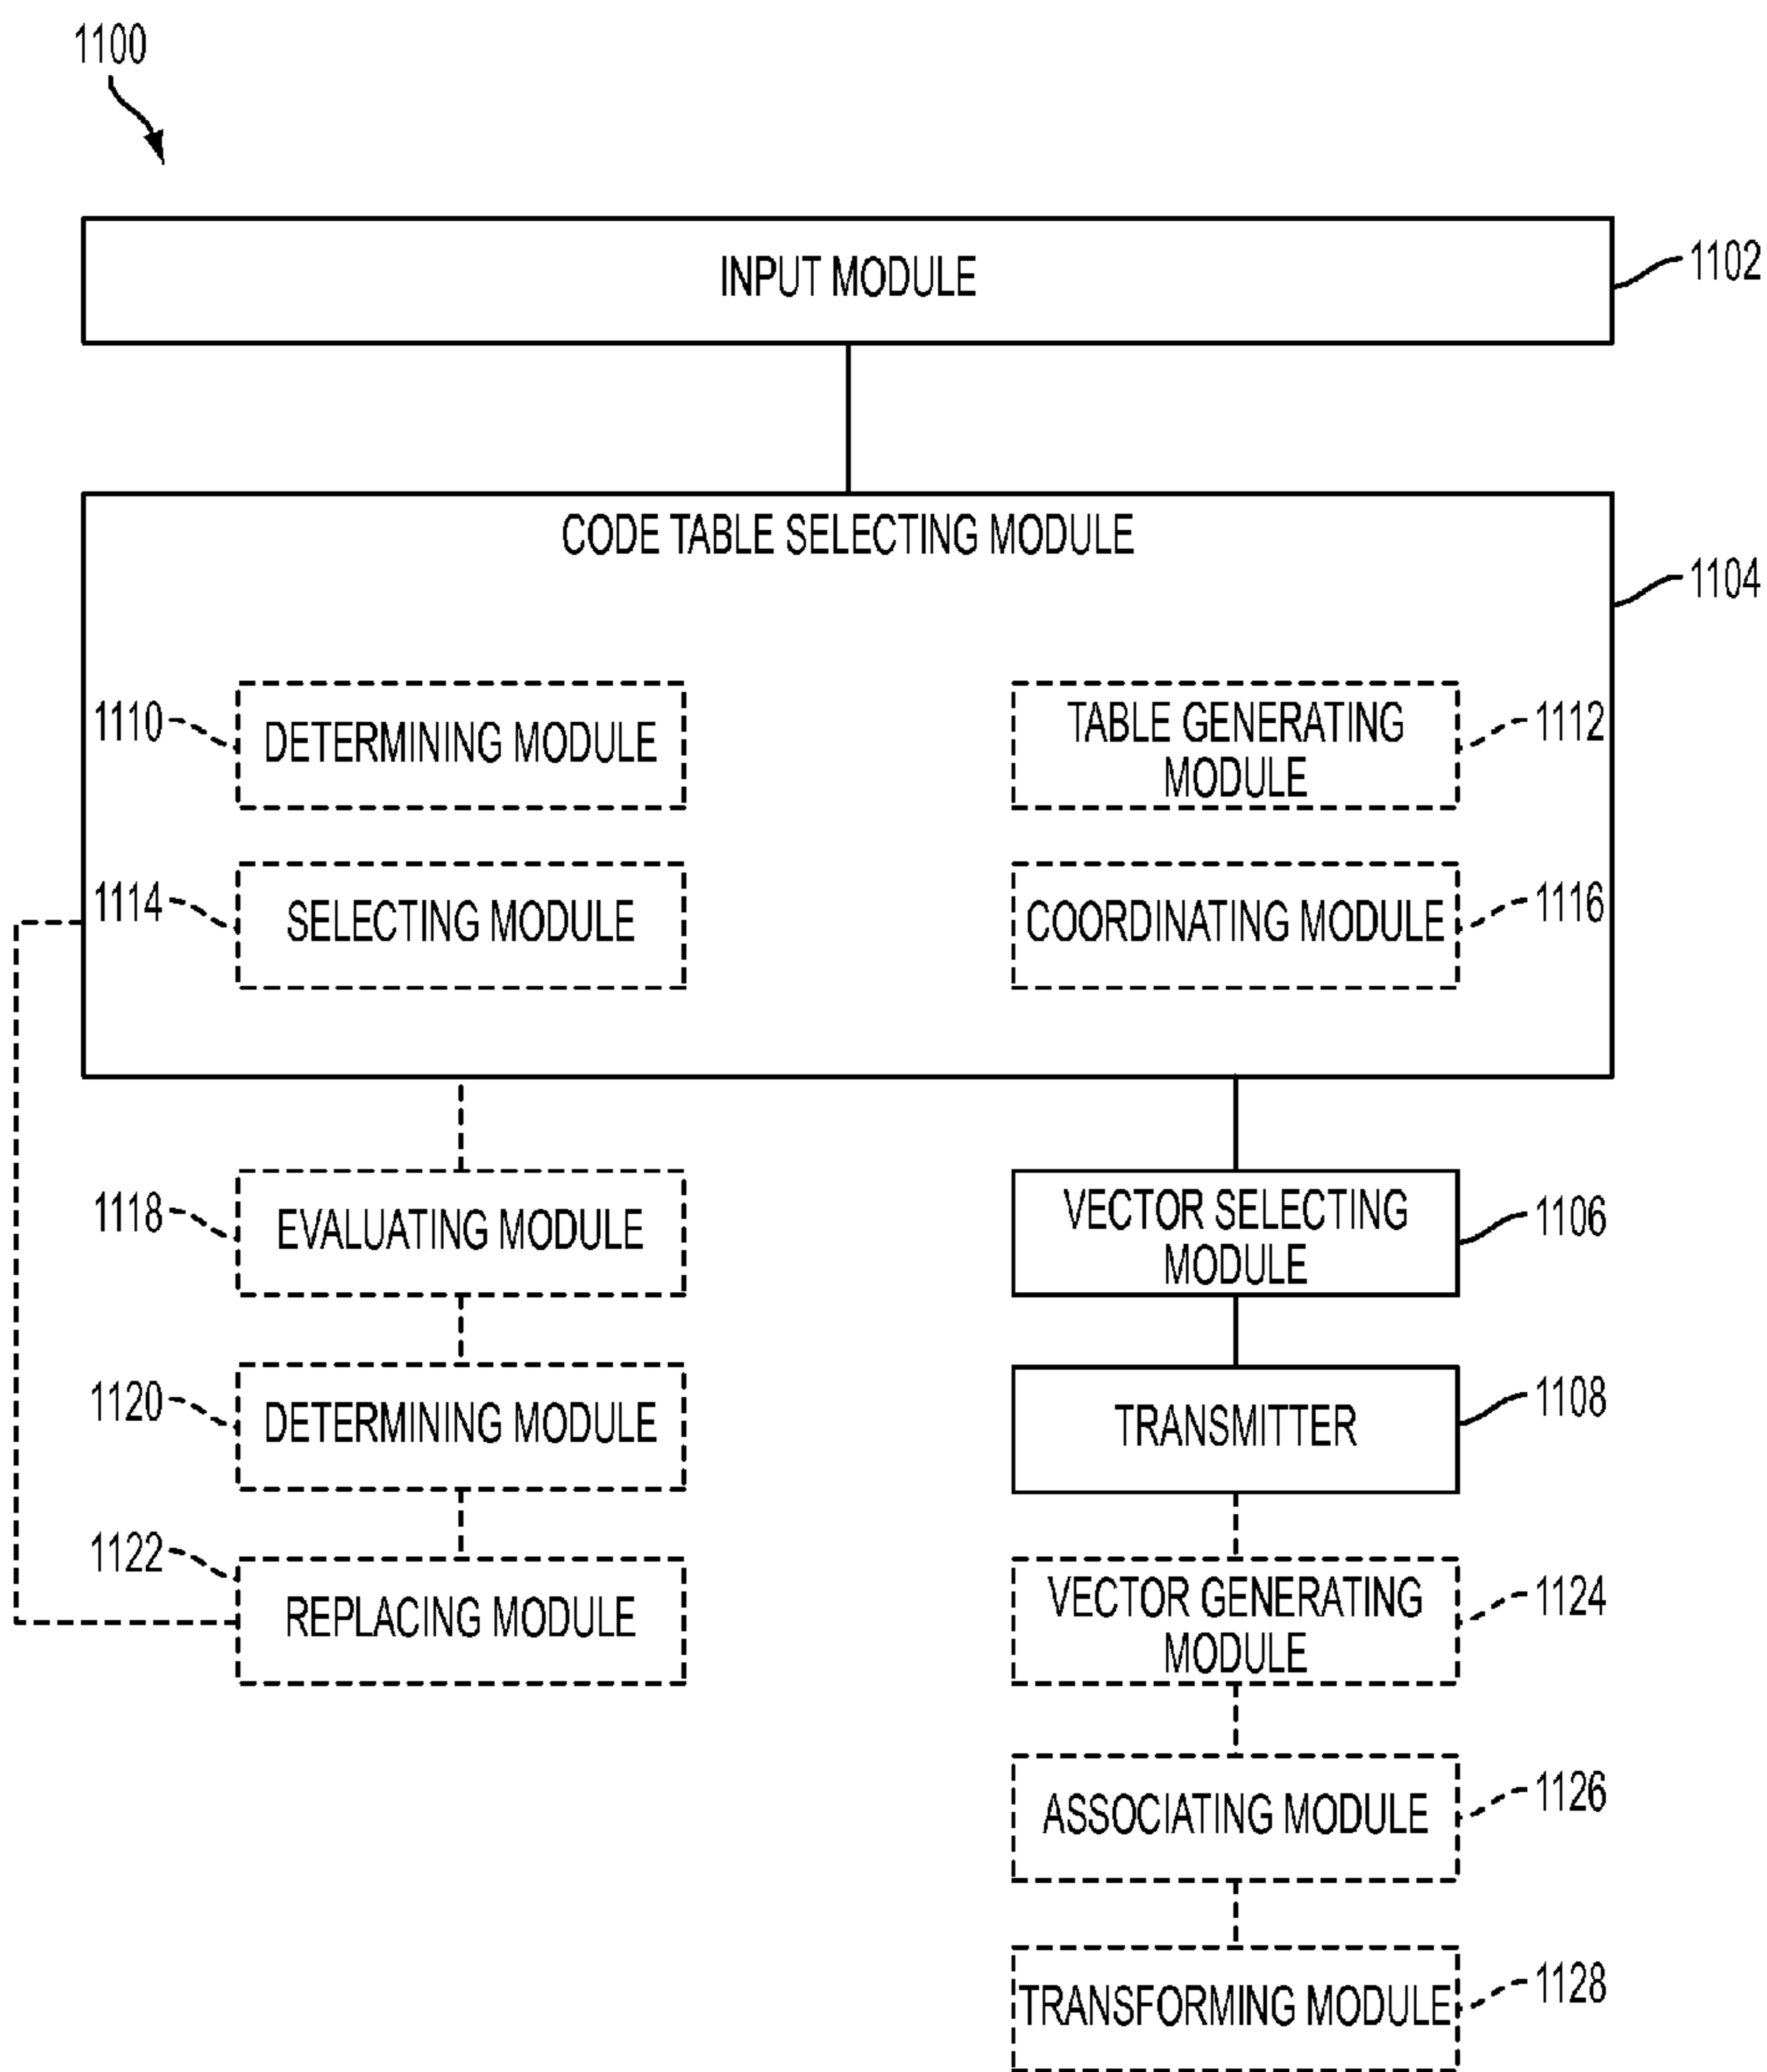 1100
INPUT MODULE
1102
CODE TABLE SELECTING MODULE
1104
1110
DETERMINING MODULE
TABLE GENERATING
MODULE
1112
1114
SELECTING MODULE
COORDINATING MODULE
1116
1118
EVALUATING MODULE
VECTOR SELECTING
MODULE
1106
1120
DETERMINING MODULE
TRANSMITTER
1108
1122
REPLACING MODULE
VECTOR GENERATING
MODULE
1124
ASSOCIATING MODULE
1126
TRANSFORMING MODULE
1128